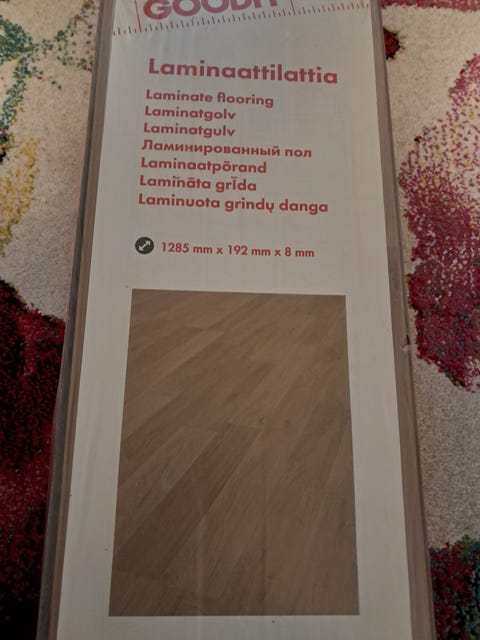 Laminaattilattia
Laminate flooring
Laminatgolv
Laminatgulv
Ламинированный пол
Laminaatpõrand
Lamināta grīda
Laminuota grindų danga
1285 mm x 192 mm x 8 mm